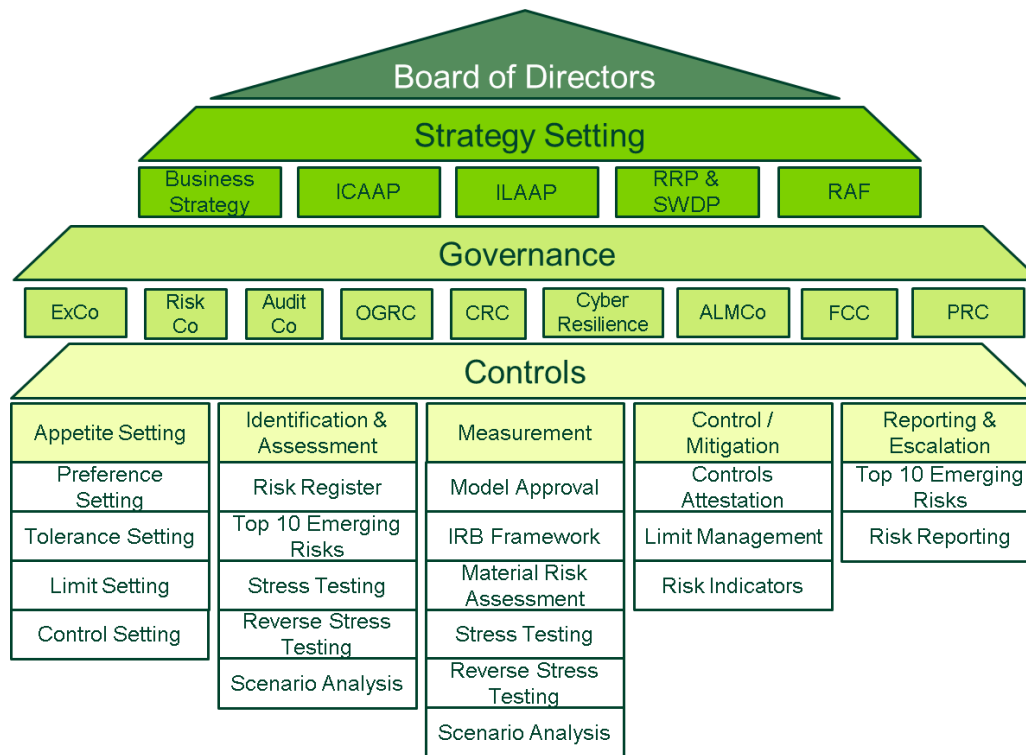 Board of Directors
Strategy Setting
Business
Strategy
ICAAP
ILAAP
RRP &
SWDP
RAF
Governance
ExCo
Risk
Co
Audit
Co
OGRC
CRC
Cyber
Resilience
ALMCo
FCC
PRC
Controls
Appetite Setting
Preference
Setting
Tolerance Setting
Limit Setting
Control Setting
Identification &
Assessment
Risk Register
Top 10 Emerging
Risks
Stress Testing
Reverse Stress
Testing
Scenario Analysis
Measurement
Model Approval
IRB Framework
Material Risk
Assessment
Stress Testing
Reverse Stress
Testing
Scenario Analysis
Control /
Mitigation
Controls
Attestation
Limit Management
Risk Indicators
Reporting &
Escalation
Top 10 Emerging
Risks
Risk Reporting